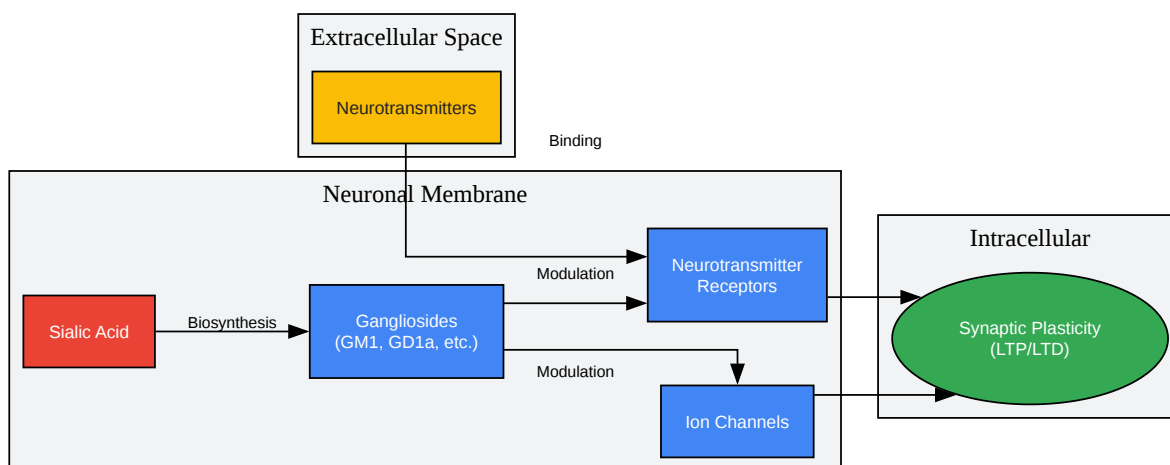 Extracellular Space
Neurotransmitters
Binding
Neuronal Membrane
Neurotransmitter
Receptors
Modulation
Sialic Acid
Biosynthesis
Gangliosides
(GM1, GD1a, etc.)
Modulation
Ion Channels
Intracellular
Synaptic Plasticity
(LTP/LTD)